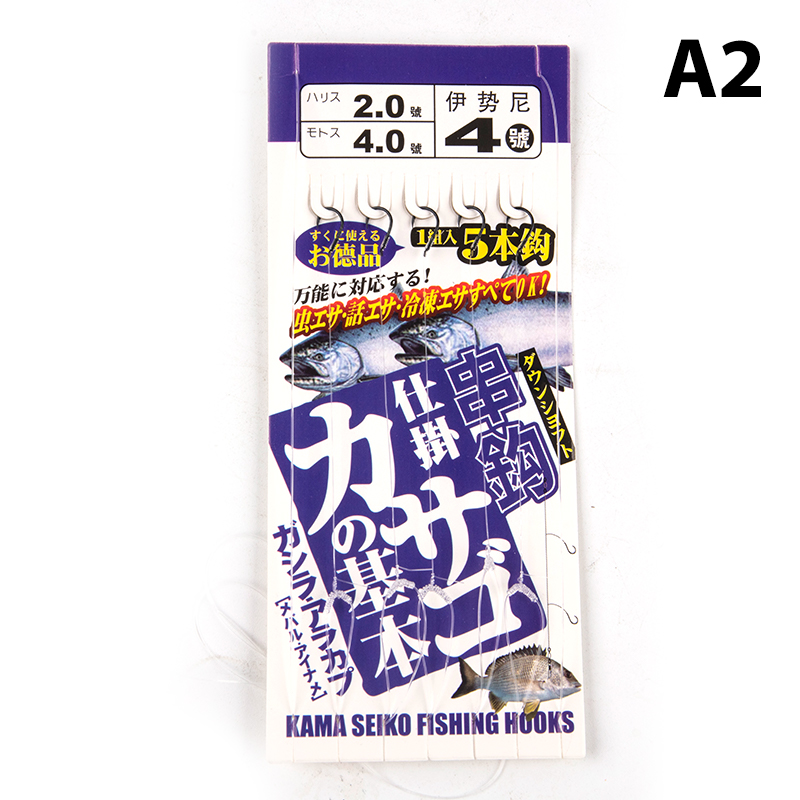 A2
ハリス 2.0 號
モトス 4.0 號
伊勢尼
4 號
すぐに使える
お徳品
1組入 5本鈎
万能に対応する!
虫エサ・話エサ・冷凍エサすべてOK!
串鈎
ダウンショット
仕掛
カサゴ
の基本
ガシラ・アラカブ
[メバル・アイナメ]
KAMA SEIKO FISHING HOOKS